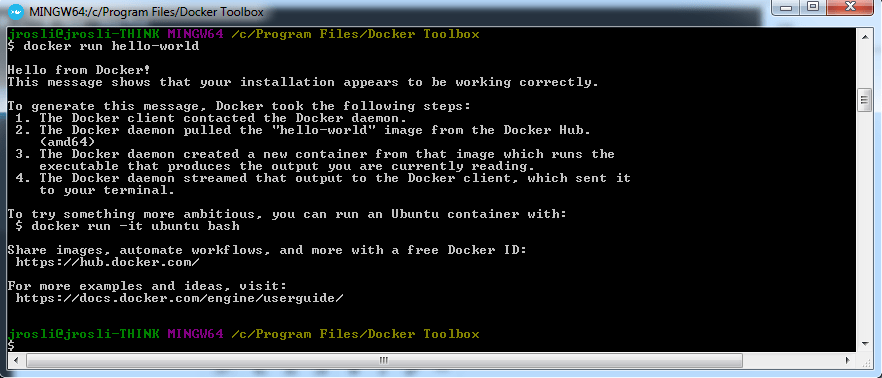 MINGW64:/c/Program Files/Docker Toolbox
jrosli@jrosli-THINK MINGW64 /c/Program Files/Docker Toolbox
$ docker run hello-world
Hello from Docker!
This message shows that your installation appears to be working correctly.
To generate this message, Docker took the following steps:
1. The Docker client contacted the Docker daemon.
2. The Docker daemon pulled the "hello-world" image from the Docker Hub.
(amd64)
3. The Docker daemon created a new container from that image which runs the
executable that produces the output you are currently reading.
4. The Docker daemon streamed that output to the Docker client, which sent it
to your terminal.
To try something more ambitious, you can run an Ubuntu container with:
$ docker run -it ubuntu bash
Share images, automate workflows, and more with a free Docker ID:
https://hub.docker.com/
For more examples and ideas, visit:
https://docs.docker.com/engine/userguide/
jrosli@jrosli-THINK MINGW64 /c/Program Files/Docker Toolbox
$